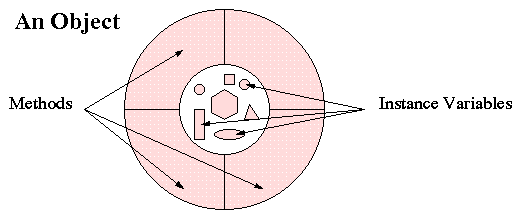 An Object
Methods
Instance Variables